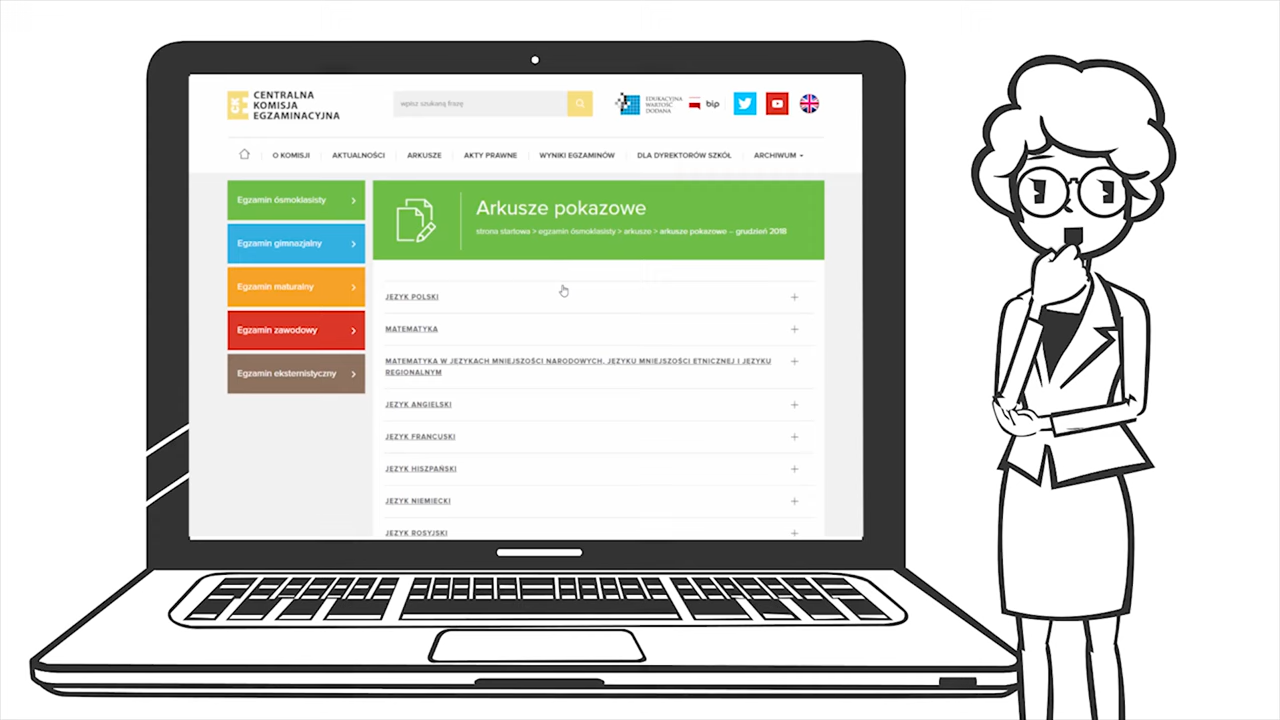 CENTRALNA
KOMISJA
EGZAMINACYJNA
CKE
wpisz szukaną frazę
EDUKACYJNA
WARTOŚĆ
DODANA
bip
O KOMISJI
AKTUALNOŚCI
ARKUSZE
AKTY PRAWNE
WYNIKI EGZAMINÓW
DLA DYREKTORÓW SZKÓŁ
ARCHIWUM
Egzamin ósmoklasisty
Egzamin gimnazjalny
Egzamin maturalny
Egzamin zawodowy
Egzamin eksternistyczny
Arkusze pokazowe
strona startowa > egzamin ósmoklasisty > arkusze > arkusze pokazowe – grudzień 2018
JĘZYK POLSKI
MATEMATYKA
MATEMATYKA W JĘZYKACH MNIEJSZOŚCI NARODOWYCH, JĘZYKU MNIEJSZOŚCI ETNICZNEJ I JĘZYKU
REGIONALNYM
JĘZYK ANGIELSKI
JĘZYK FRANCUSKI
JĘZYK HISZPAŃSKI
JĘZYK NIEMIECKI
JĘZYK ROSYJSKI